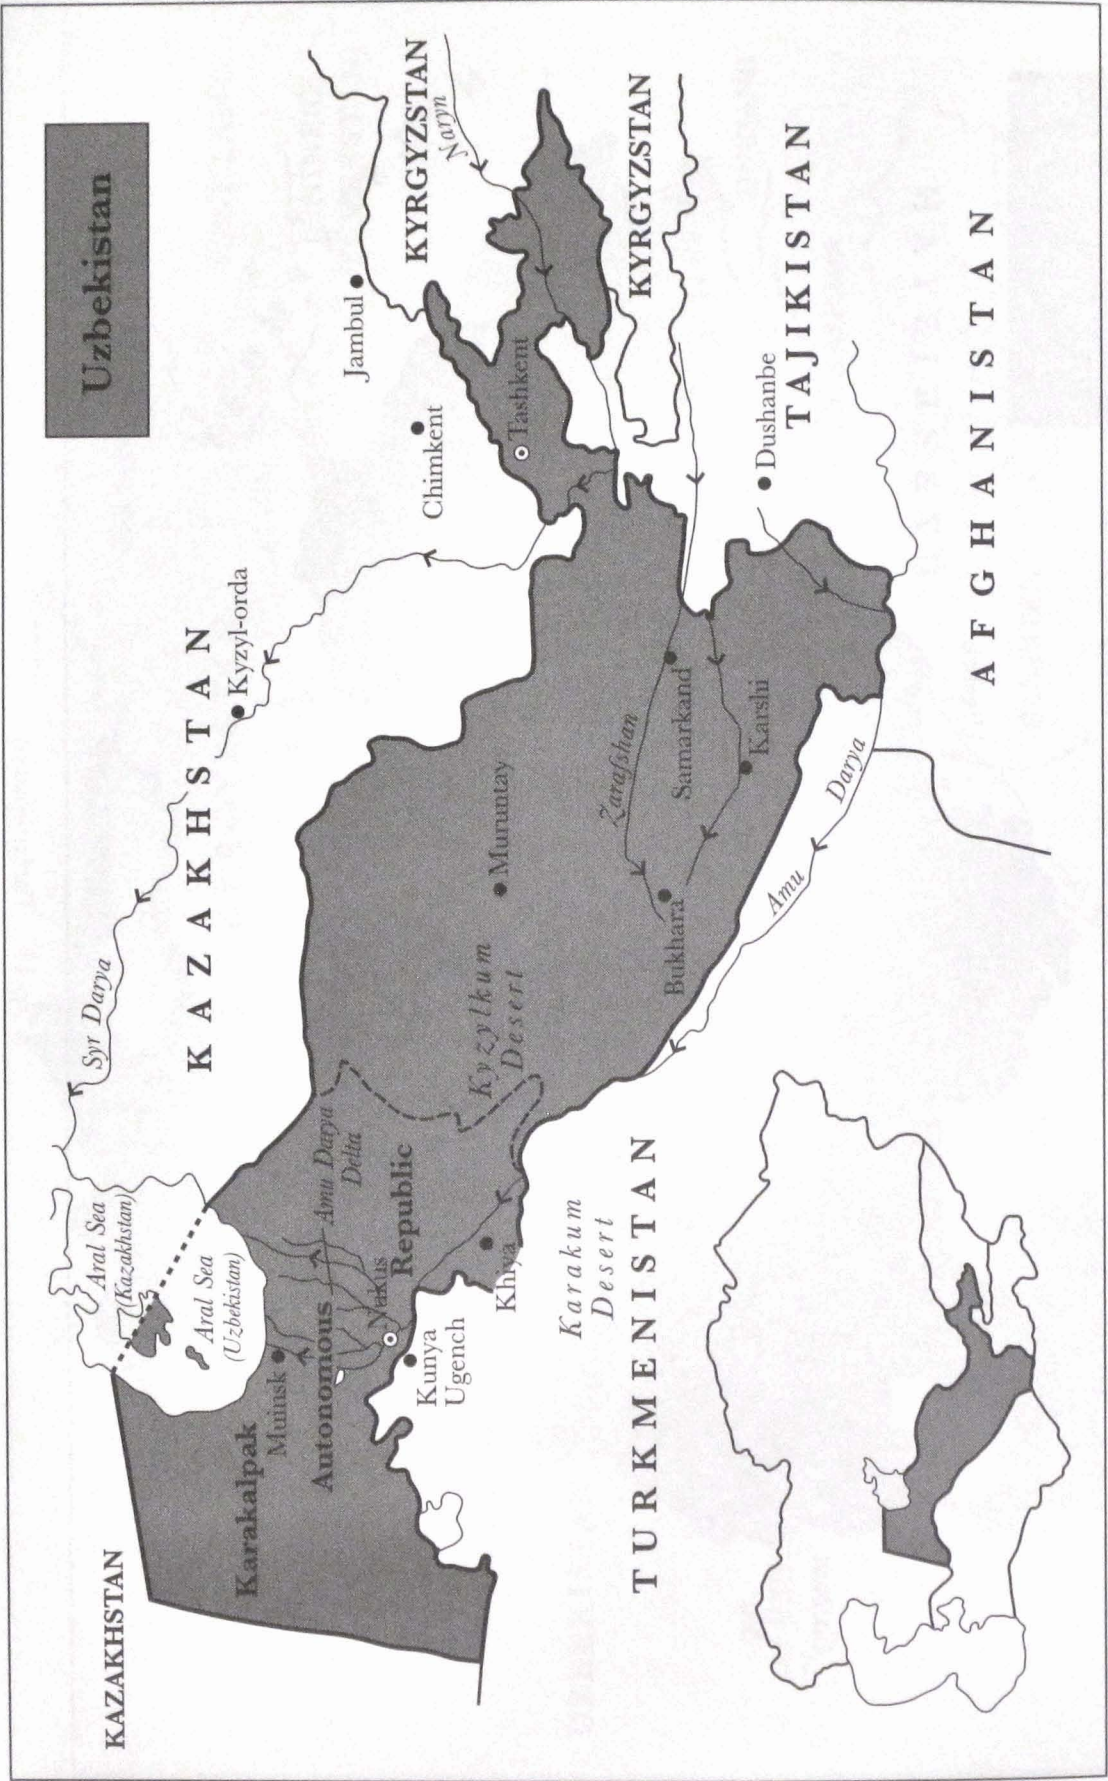 Uzbekistan
KAZAKHSTAN
Aral Sea
(Kazakhstan)
Syr Darya
Aral Sea
(Uzbekistan)
KAZAKHSTAN
Kyzyl-orda
Karakalpak
Muinsk
Autonomous
Republic
Amu Darya
Delta
Nukus
Jambul
Chimkent
KYRGYZSTAN
Naryn
Kunya
Ugench
Khiva
Kyzylkum
Desert
Muruntay
Tashkent
Karakum
Desert
TURKMENISTAN
Zarafshan
KYRGYZSTAN
Bukhara
Samarkand
Karshi
Dushanbe
TAJIKISTAN
Amu
Darya
AFGHANISTAN